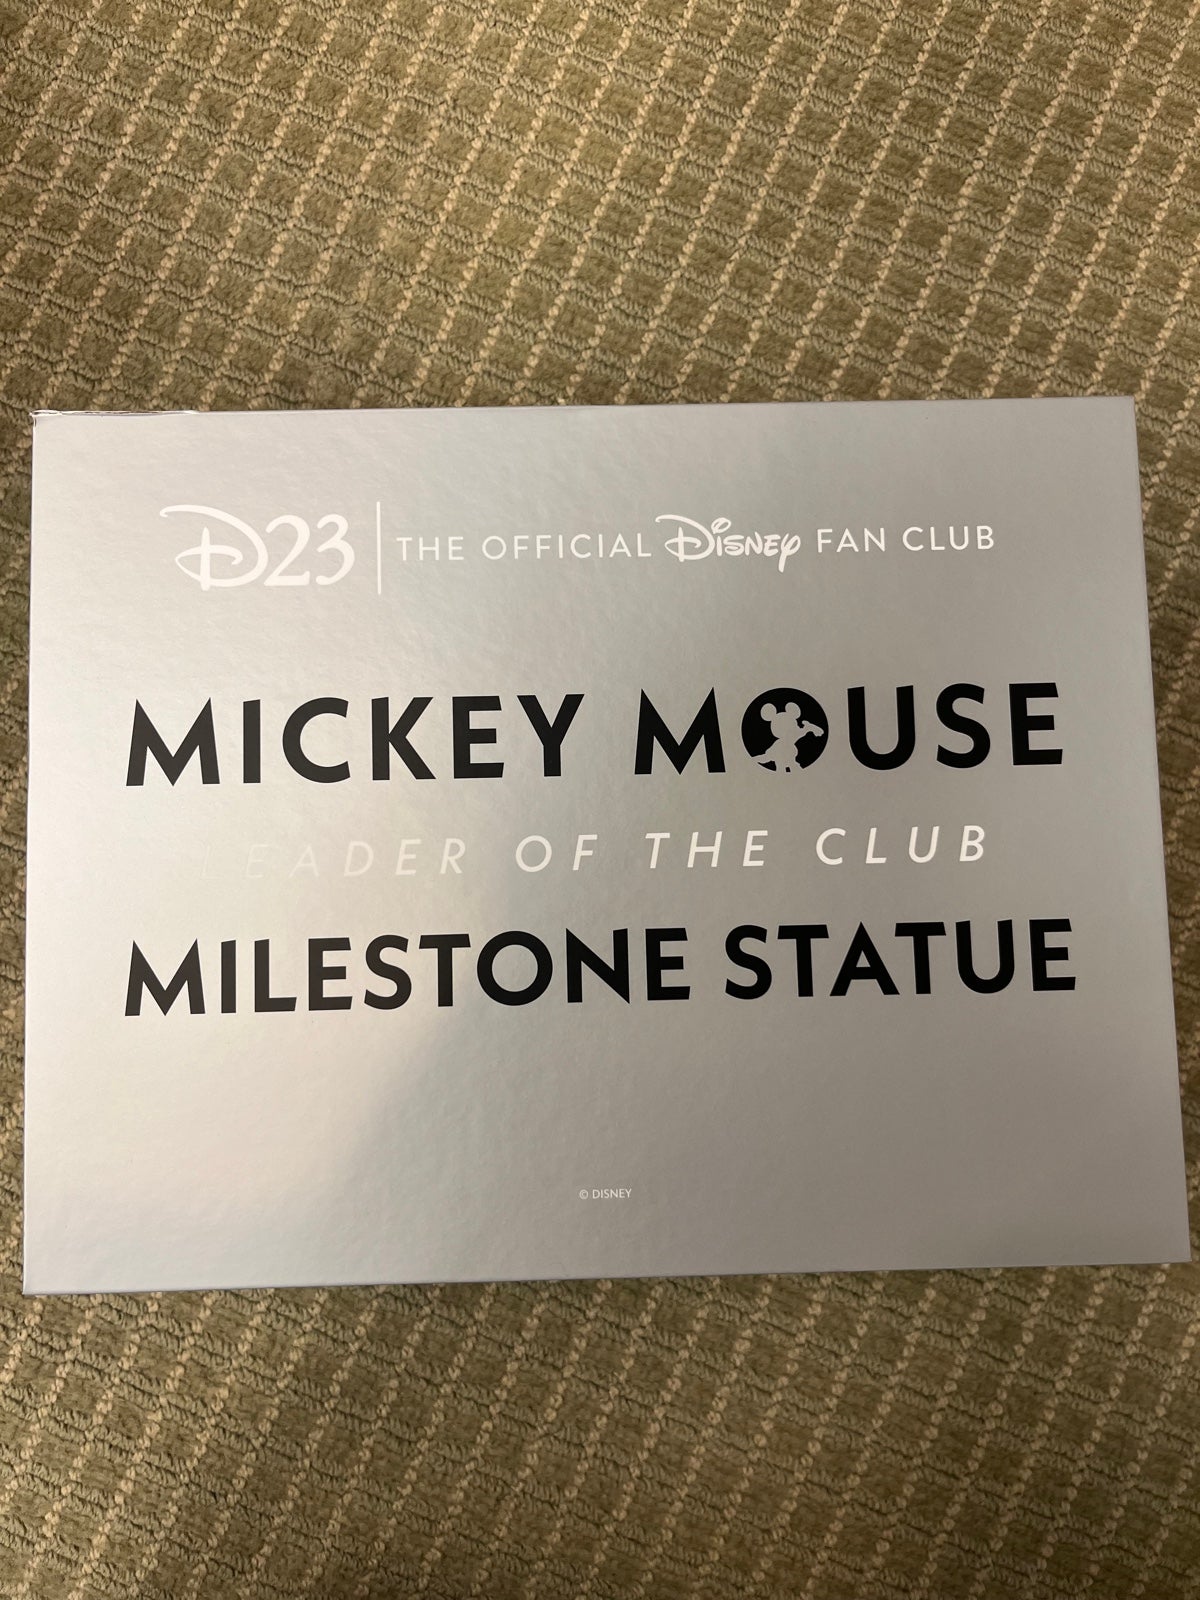 D23 | THE OFFICIAL Disney FAN CLUB
MICKEY MOUSE
LEADER OF THE CLUB
MILESTONE STATUE
© DISNEY